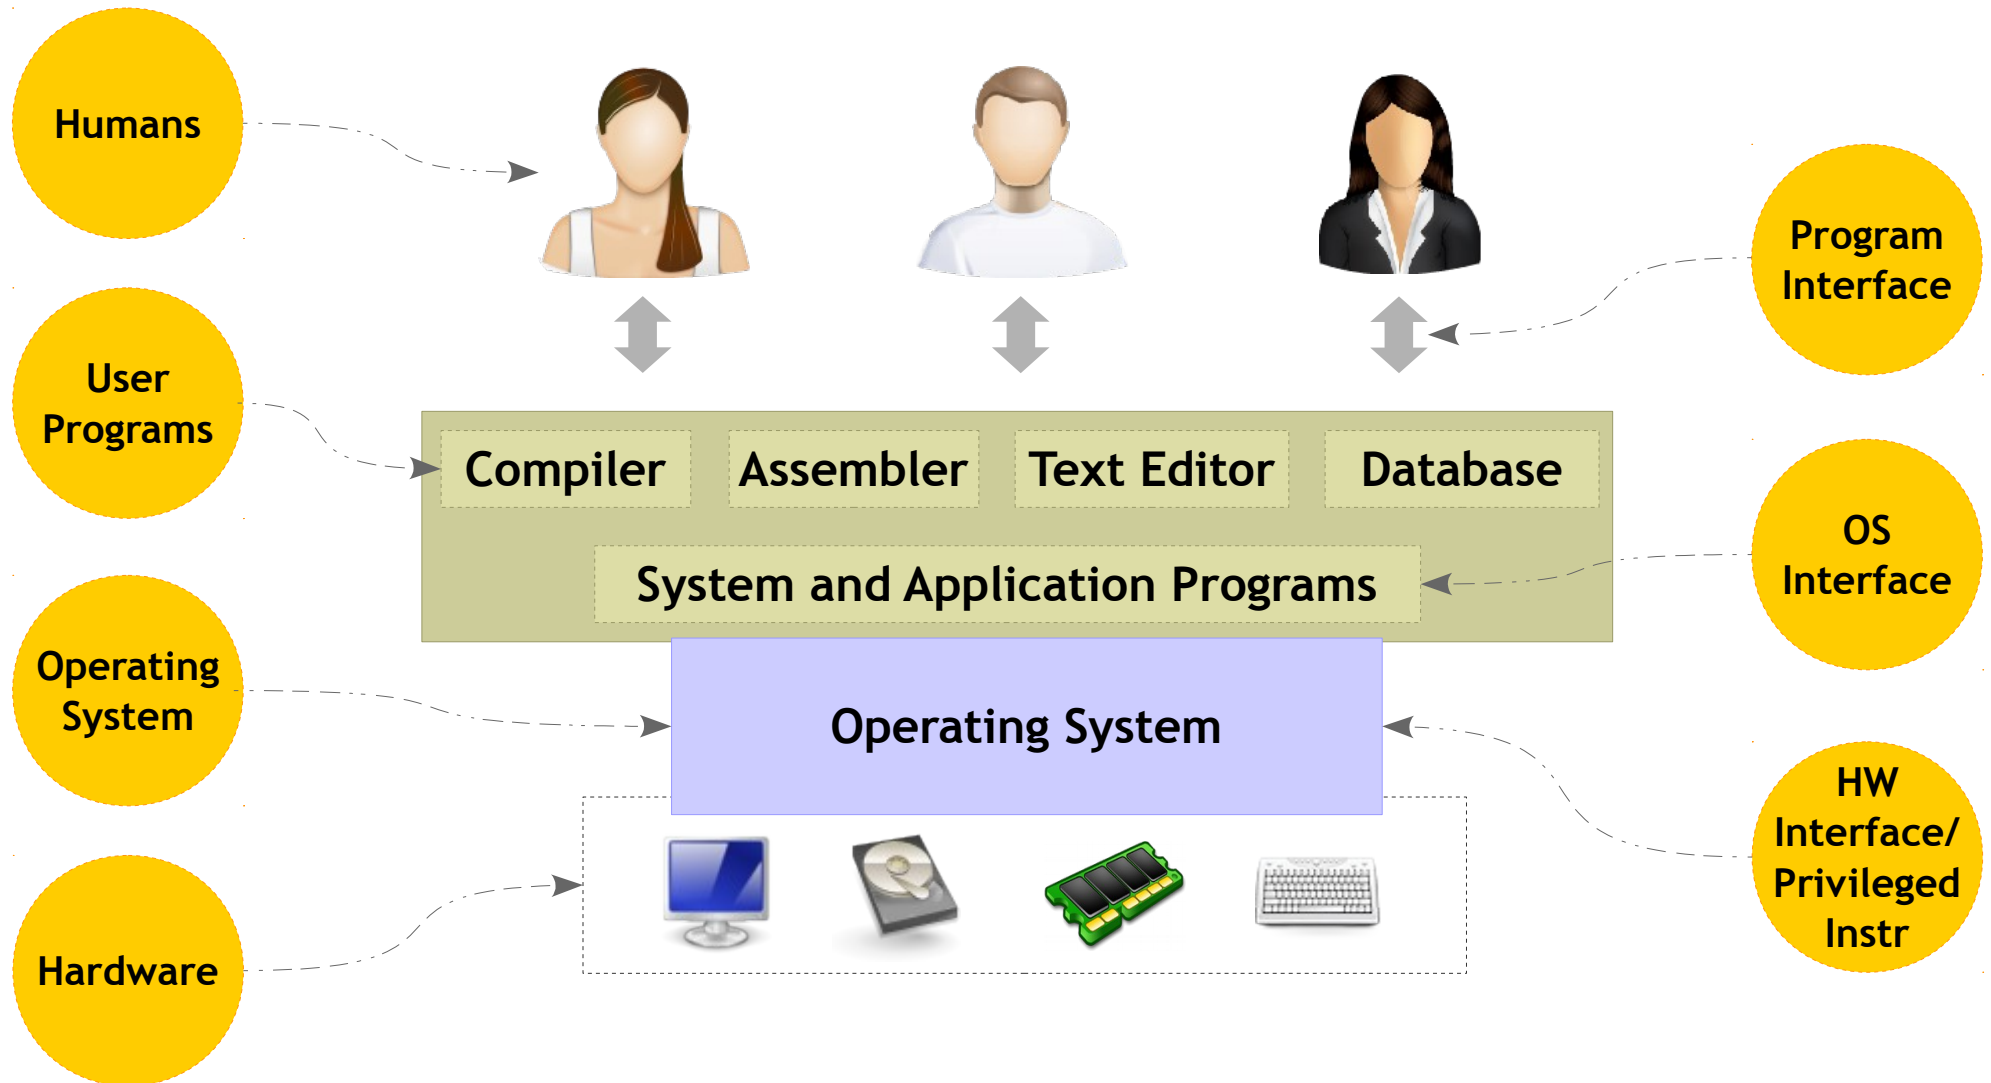 Humans
User
Programs
Operating
System
Hardware
Compiler
Assembler
Text Editor
Database
System and Application Programs
Operating System
Program
Interface
OS
Interface
HW
Interface/
Privileged
Instr